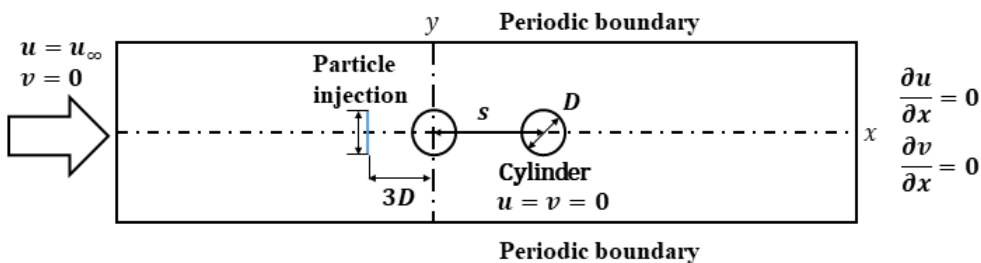 y
Periodic boundary
u = u∞
v = 0
Particle
injection
s
D
x
∂u/∂x = 0
∂v/∂x = 0
3D
Cylinder
u = v = 0
Periodic boundary